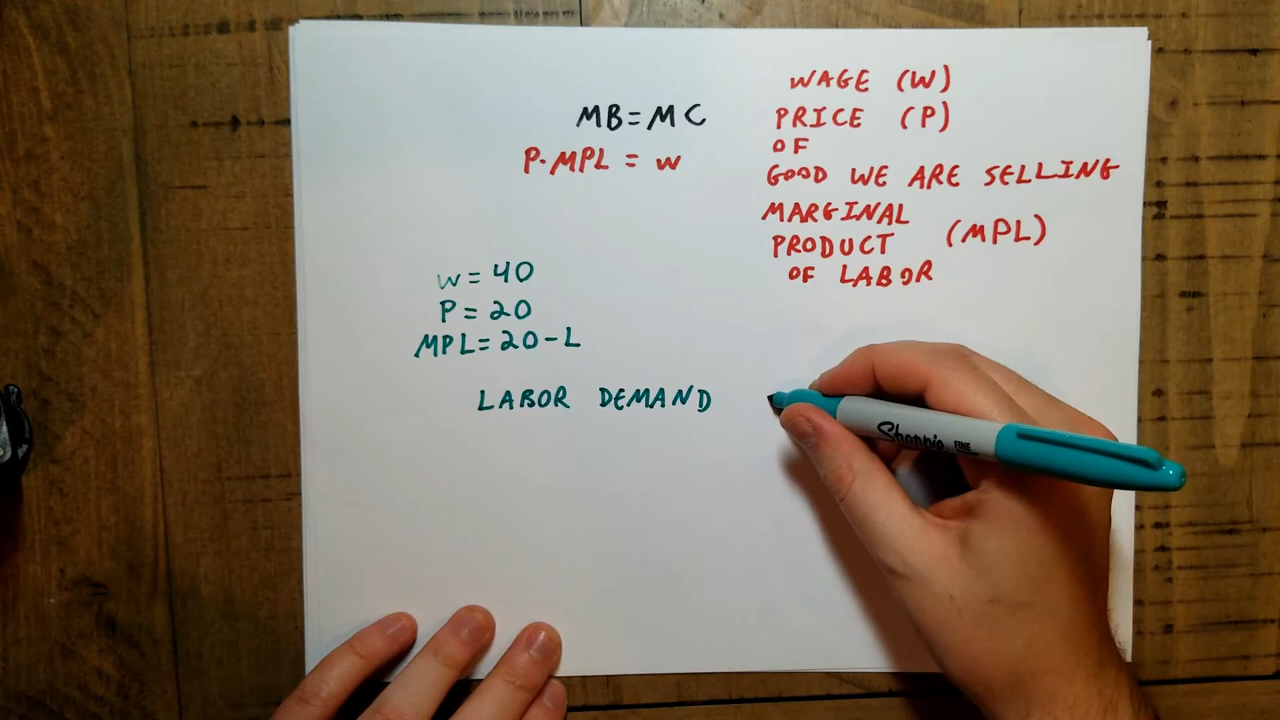 MB=MC
P·MPL = w
WAGE (W)
PRICE (P)
OF
GOOD WE ARE SELLING
MARGINAL
PRODUCT (MPL)
OF LABOR
w = 40
P = 20
MPL= 20-L
LABOR DEMAND
Sharpie FINE